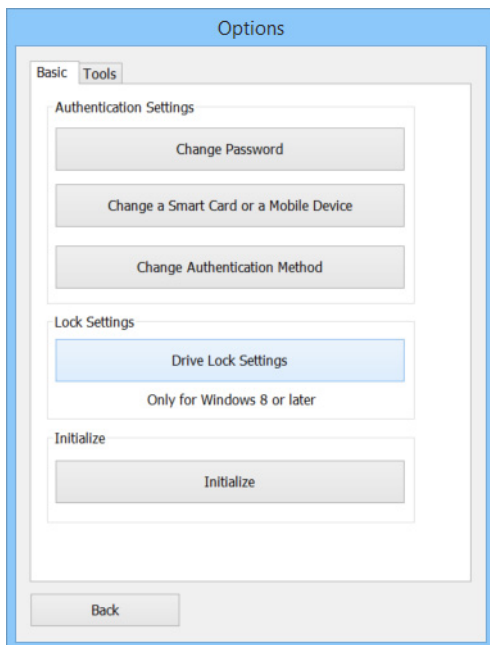 Options
Basic Tools
Authentication Settings
Change Password
Change a Smart Card or a Mobile Device
Change Authentication Method
Lock Settings
Drive Lock Settings
Only for Windows 8 or later
Initialize
Initialize
Back